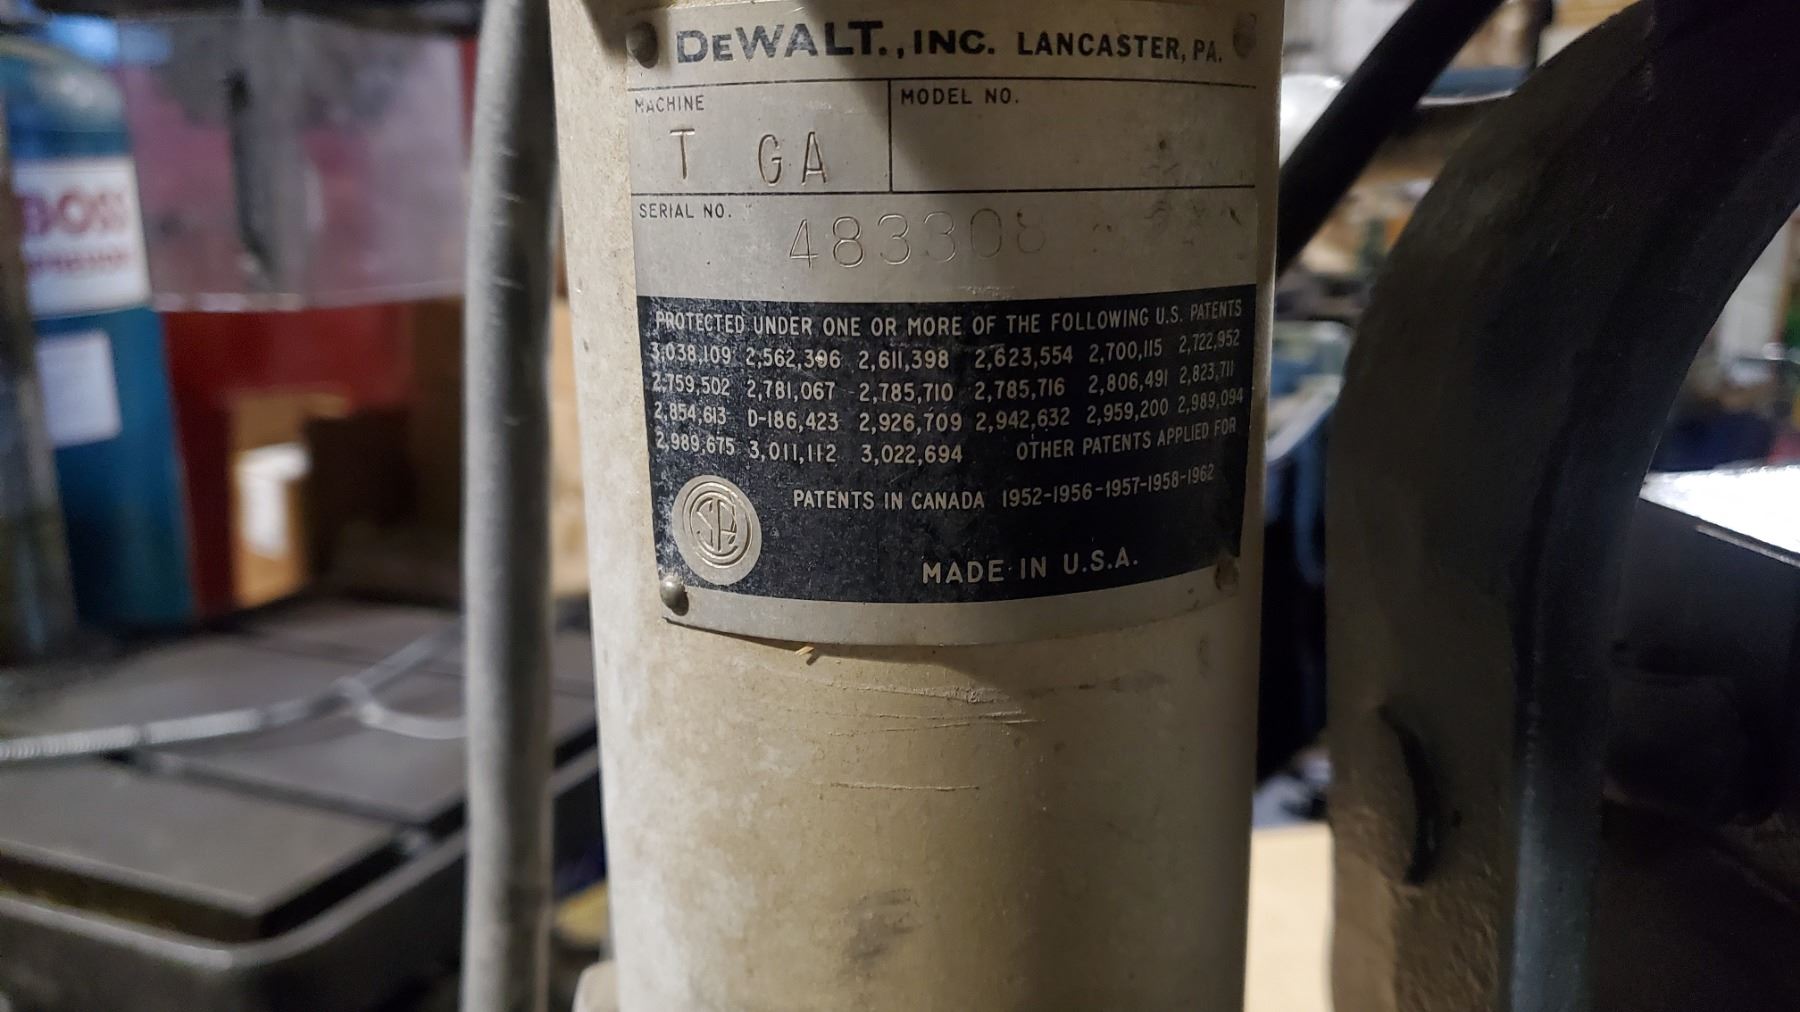 DEWALT., INC. LANCASTER, PA.
MACHINE
MODEL NO.
T GA
SERIAL NO.
483308
PROTECTED UNDER ONE OR MORE OF THE FOLLOWING U.S. PATENTS
3,038,109 2,562,396 2,611,398 2,623,554 2,700,115 2,722,952
2,759,502 2,781,067 2,785,710 2,785,716 2,806,491 2,823,711
2,854,613 D-186,423 2,926,709 2,942,632 2,959,200 2,989,094
2,989,675 3,011,112 3,022,694 OTHER PATENTS APPLIED FOR
PATENTS IN CANADA 1952-1956-1957-1958-1962
MADE IN U.S.A.
BOSS